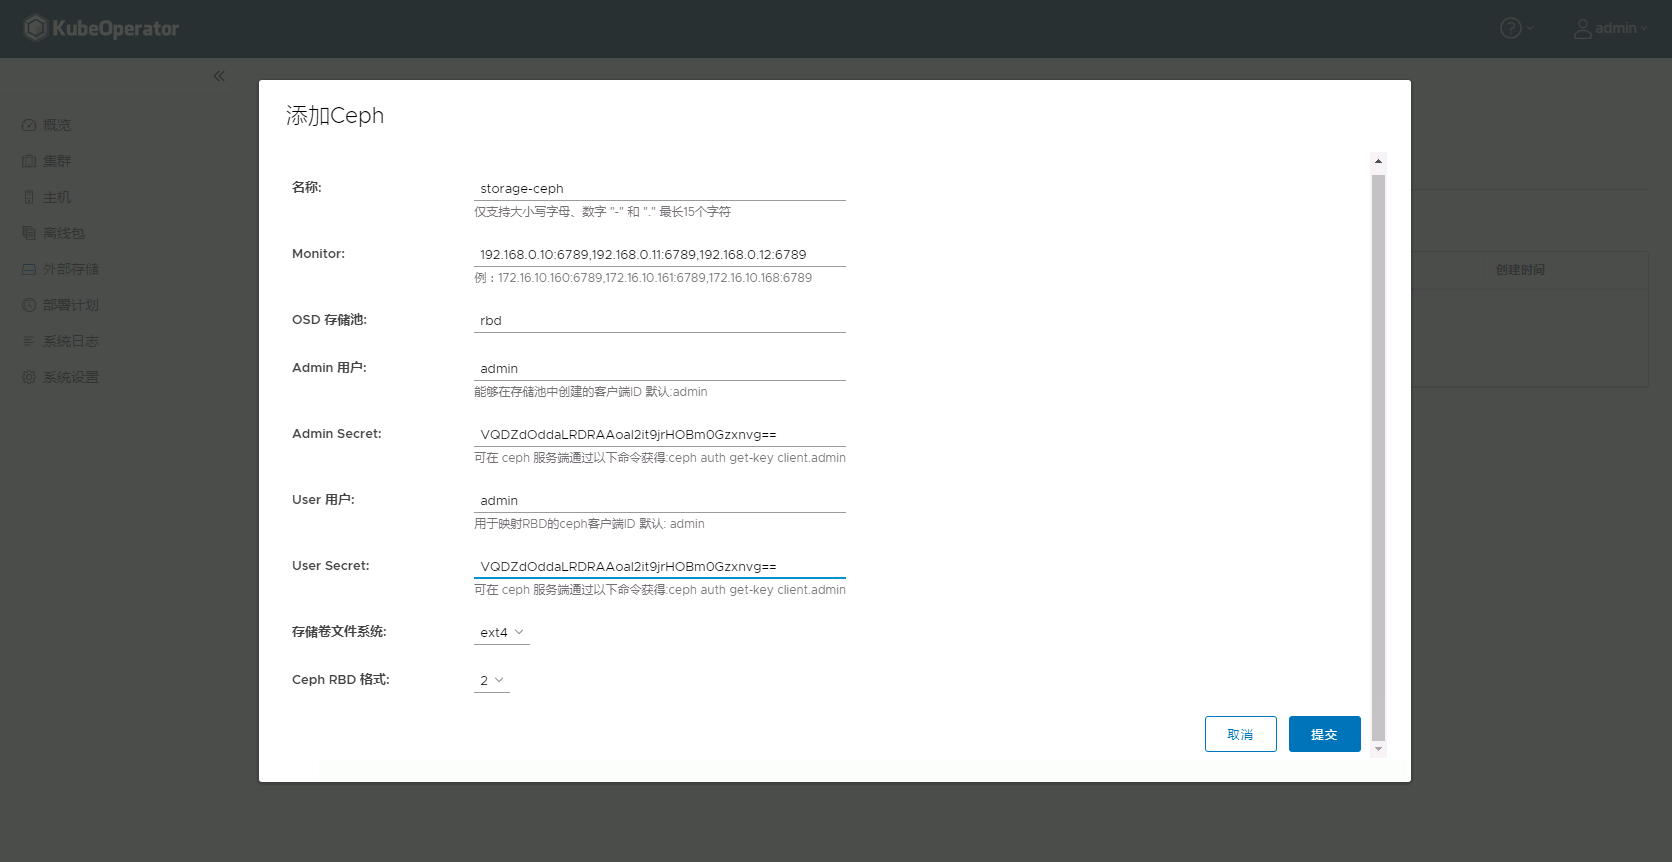 KubeOperator
admin
概览
集群
主机
离线包
外部存储
部署计划
系统日志
系统设置
创建时间
添加Ceph
名称:
storage-ceph
仅支持大小写字母、数字 "-" 和 "." 最长15个字符
Monitor:
192.168.0.10:6789,192.168.0.11:6789,192.168.0.12:6789
例：172.16.10.160:6789,172.16.10.161:6789,172.16.10.168:6789
OSD 存储池:
rbd
Admin 用户:
admin
能够在存储池中创建的客户端ID 默认:admin
Admin Secret:
VQDZdOddaLRDRAAoaI2it9jrHOBm0Gzxnvg==
可在 ceph 服务端通过以下命令获得:ceph auth get-key client.admin
User 用户:
admin
用于映射RBD的ceph客户端ID 默认: admin
User Secret:
VQDZdOddaLRDRAAoaI2it9jrHOBm0Gzxnvg==
可在 ceph 服务端通过以下命令获得:ceph auth get-key client.admin
存储卷文件系统:
ext4
Ceph RBD 格式:
2
取消
提交